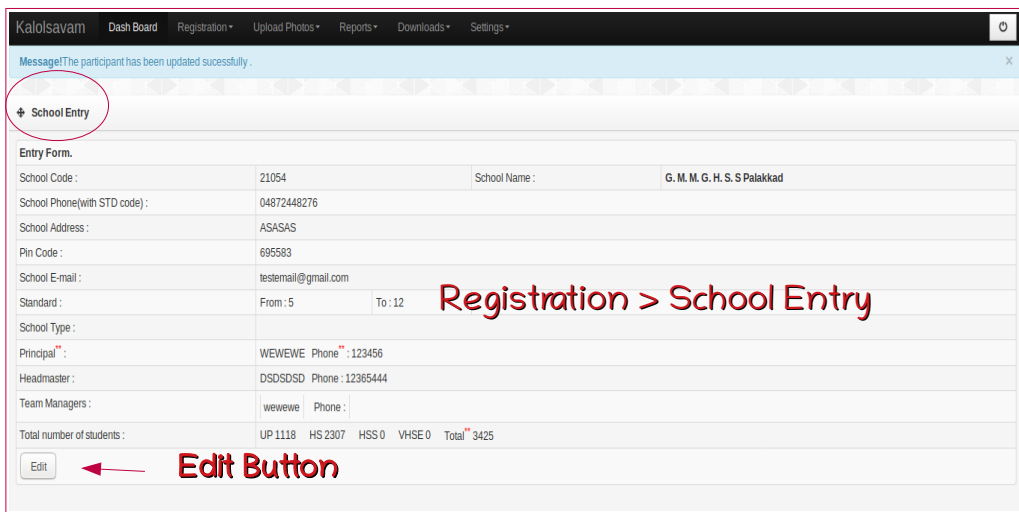 Kalolsavam Dash Board Registration Upload Photos Reports Downloads Settings
Message!The participant has been updated sucessfully . x
School Entry
Entry Form.
School Code : 21054 School Name : G. M. M. G. H. S. S Palakkad
School Phone(with STD code) : 04872448276
School Address : ASASAS
Pin Code : 695583
School E-mail : testemail@gmail.com
Standard : From : 5 To : 12
Registration > School Entry
School Type :
Principal** : WEWEWE Phone** : 123456
Headmaster : DSDSDSD Phone : 12365444
Team Managers : wewewe Phone :
Total number of students : UP 1118 HS 2307 HSS 0 VHSE 0 Total** 3425
Edit Edit Button